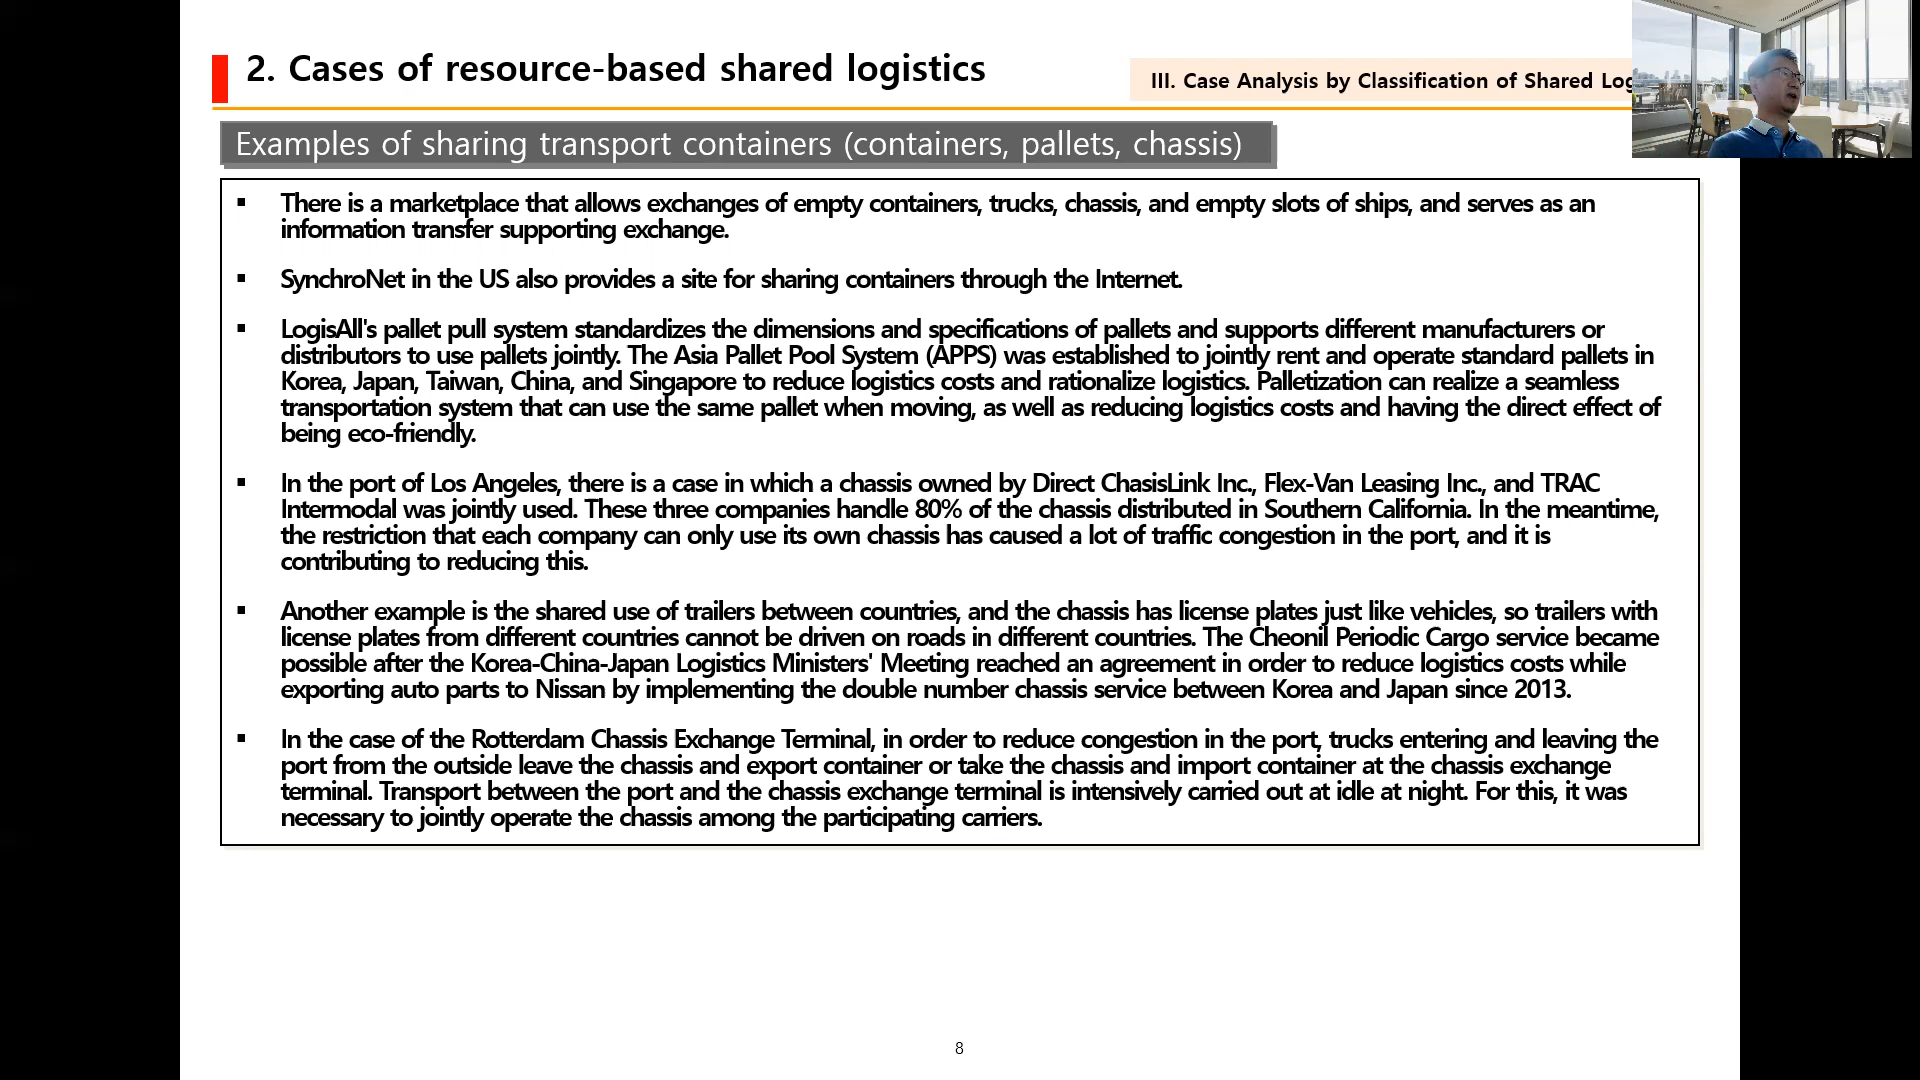 2. Cases of resource-based shared logistics
III. Case Analysis by Classification of Shared
Examples of sharing transport containers (containers, pallets, chassis)
▪ There is a marketplace that allows exchanges of empty containers, trucks, chassis, and empty slots of ships, and serves as an
information transfer supporting exchange.
▪ SynchroNet in the US also provides a site for sharing containers through the Internet.
▪ LogisAll's pallet pull system standardizes the dimensions and specifications of pallets and supports different manufacturers or
distributors to use pallets jointly. The Asia Pallet Pool System (APPS) was established to jointly rent and operate standard pallets in
Korea, Japan, Taiwan, China, and Singapore to reduce logistics costs and rationalize logistics. Palletization can realize a seamless
transportation system that can use the same pallet when moving, as well as reducing logistics costs and having the direct effect of
being eco-friendly.
▪ In the port of Los Angeles, there is a case in which a chassis owned by Direct ChasisLink Inc., Flex-Van Leasing Inc., and TRAC
Intermodal was jointly used. These three companies handle 80% of the chassis distributed in Southern California. In the meantime,
the restriction that each company can only use its own chassis has caused a lot of traffic congestion in the port, and it is
contributing to reducing this.
▪ Another example is the shared use of trailers between countries, and the chassis has license plates just like vehicles, so trailers with
license plates from different countries cannot be driven on roads in different countries. The Cheonil Periodic Cargo service became
possible after the Korea-China-Japan Logistics Ministers' Meeting reached an agreement in order to reduce logistics costs while
exporting auto parts to Nissan by implementing the double number chassis service between Korea and Japan since 2013.
▪ In the case of the Rotterdam Chassis Exchange Terminal, in order to reduce congestion in the port, trucks entering and leaving the
port from the outside leave the chassis and export container or take the chassis and import container at the chassis exchange
terminal. Transport between the port and the chassis exchange terminal is intensively carried out at idle at night. For this, it was
necessary to jointly operate the chassis among the participating carriers.
8